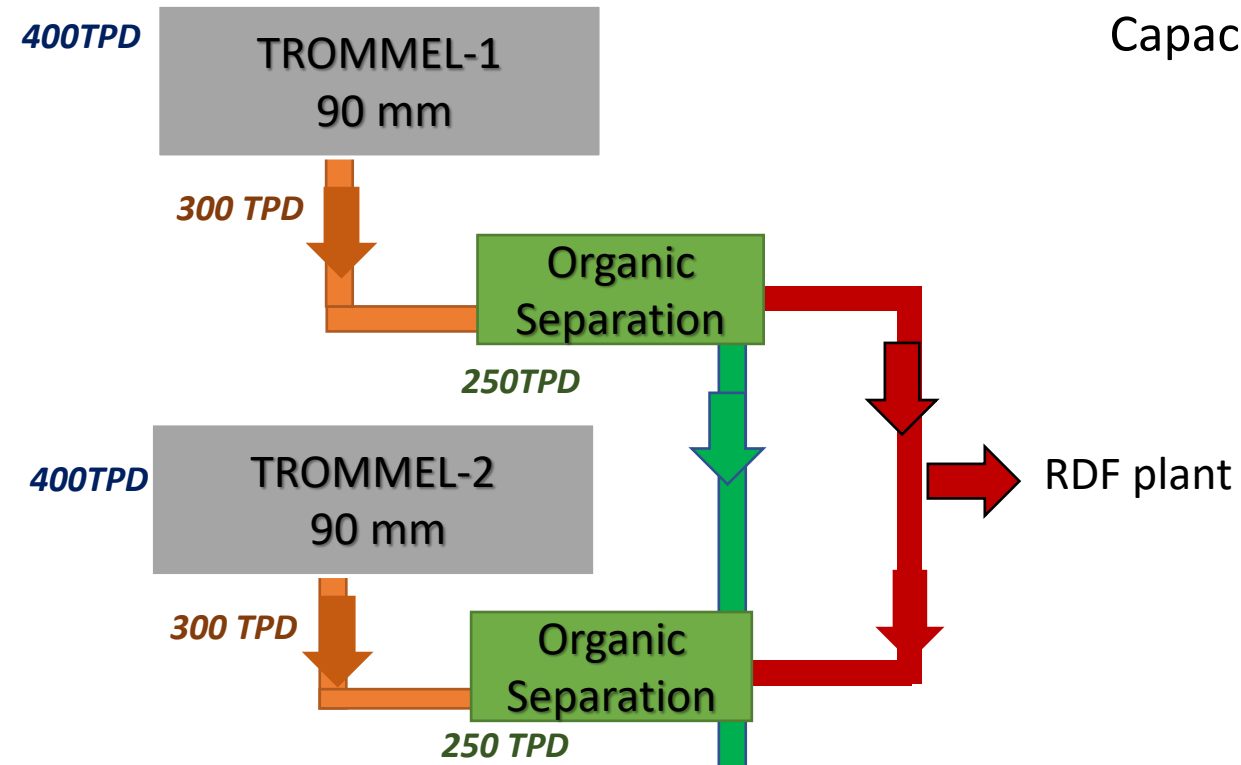 400TPD
TROMMEL-1
90 mm
Capac
300 TPD
Organic
Separation
250TPD
400TPD
TROMMEL-2
90 mm
RDF plant
300 TPD
Organic
Separation
250 TPD